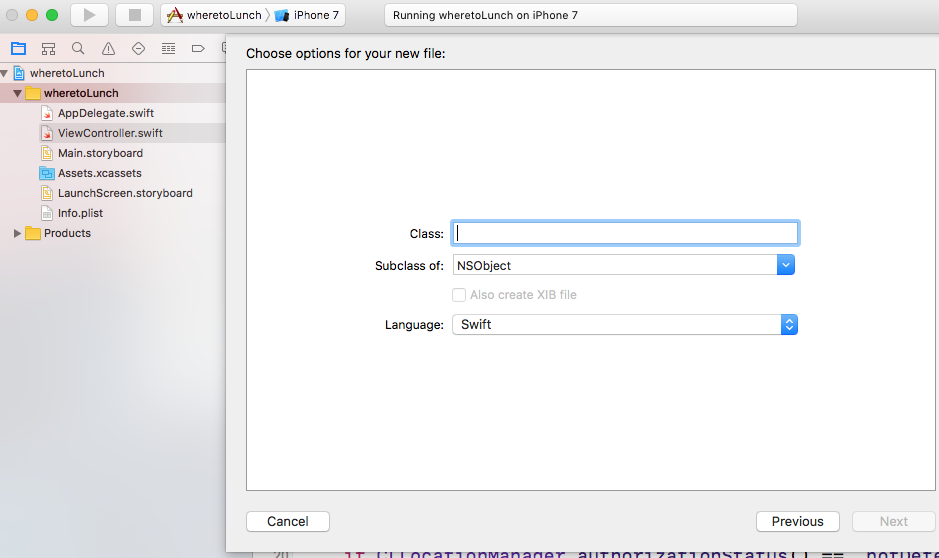 wheretoLunch
iPhone 7
Running wheretoLunch on iPhone 7
Choose options for your new file:
wheretoLunch
wheretoLunch
AppDelegate.swift
ViewController.swift
Main.storyboard
Assets.xcassets
LaunchScreen.storyboard
Info.plist
Products
Class:
Subclass of: NSObject
Also create XIB file
Language: Swift
Cancel
Previous
Next
20 if CLLocationManager.authorizationStatus() ==